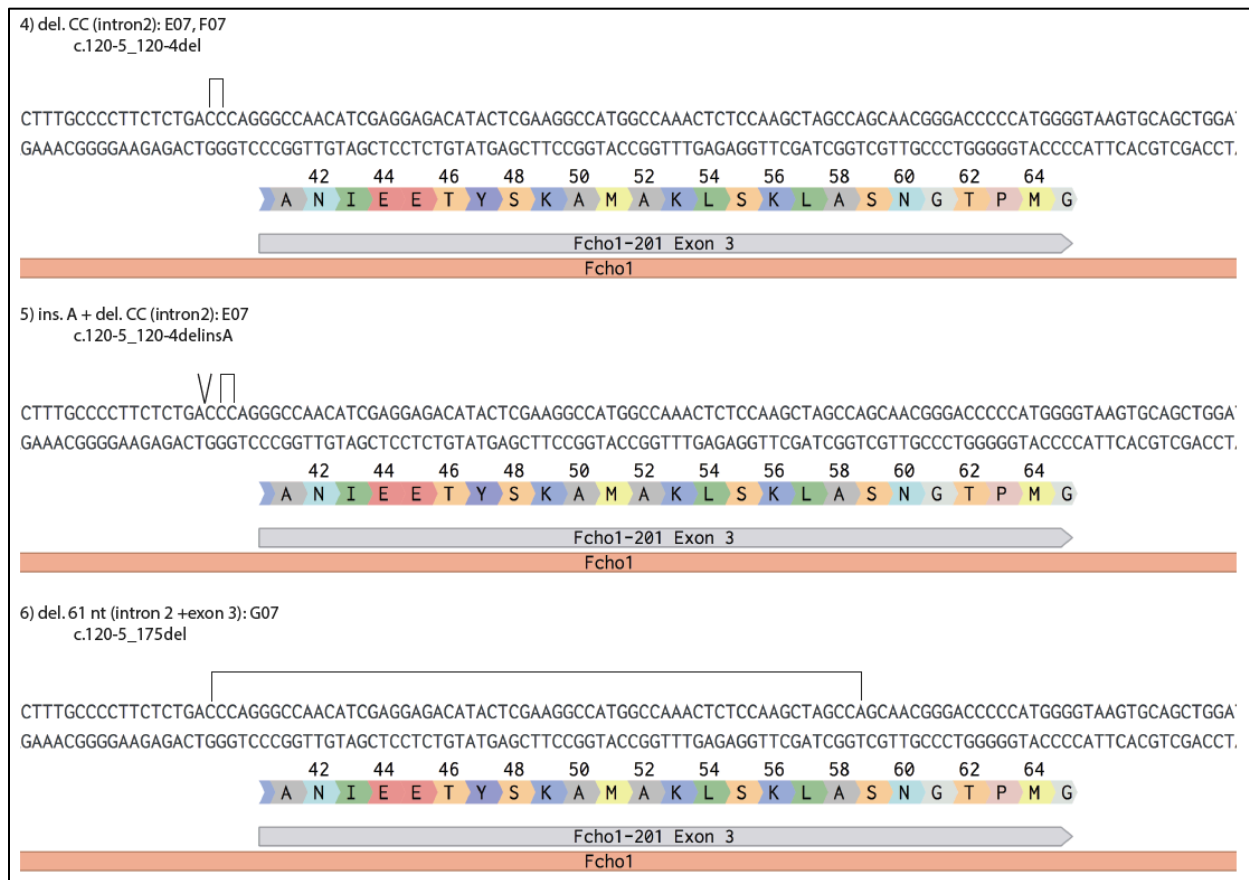 4) del. CC (intron2): E07, F07
c.120-5_120-4del
CTTTGCCCCTTCTCTGACCCAGGGCCAACATCGAGGAGACATACTCGAAGGCCATGGCCAAACTCTCCAAGCTAGCCAGCAACGGGACCCCCATGGGGTAAGTGCAGCTGGA
GAAACGGGGAAGAGACTGGGTCCCGGTTGTAGCTCCTCTGTATGAGCTTCCGGTACCGGTTTGAGAGGTTCGATCGGTCGTTGCCCTGGGGGTACCCCATTCACGTCGACCT
42 44 46 48 50 52 54 56 58 60 62 64
A N I E E T Y S K A M A K L S K L A S N G T P M G
Fcho1-201 Exon 3
Fcho1
5) ins. A + del. CC (intron2): E07
c.120-5_120-4delinsA
CTTTGCCCCTTCTCTGACCCAGGGCCAACATCGAGGAGACATACTCGAAGGCCATGGCCAAACTCTCCAAGCTAGCCAGCAACGGGACCCCCATGGGGTAAGTGCAGCTGGA
GAAACGGGGAAGAGACTGGGTCCCGGTTGTAGCTCCTCTGTATGAGCTTCCGGTACCGGTTTGAGAGGTTCGATCGGTCGTTGCCCTGGGGGTACCCCATTCACGTCGACCT
42 44 46 48 50 52 54 56 58 60 62 64
A N I E E T Y S K A M A K L S K L A S N G T P M G
Fcho1-201 Exon 3
Fcho1
6) del. 61 nt (intron 2 +exon 3): G07
c.120-5_175del
CTTTGCCCCTTCTCTGACCCAGGGCCAACATCGAGGAGACATACTCGAAGGCCATGGCCAAACTCTCCAAGCTAGCCAGCAACGGGACCCCCATGGGGTAAGTGCAGCTGGA
GAAACGGGGAAGAGACTGGGTCCCGGTTGTAGCTCCTCTGTATGAGCTTCCGGTACCGGTTTGAGAGGTTCGATCGGTCGTTGCCCTGGGGGTACCCCATTCACGTCGACCT
42 44 46 48 50 52 54 56 58 60 62 64
A N I E E T Y S K A M A K L S K L A S N G T P M G
Fcho1-201 Exon 3
Fcho1